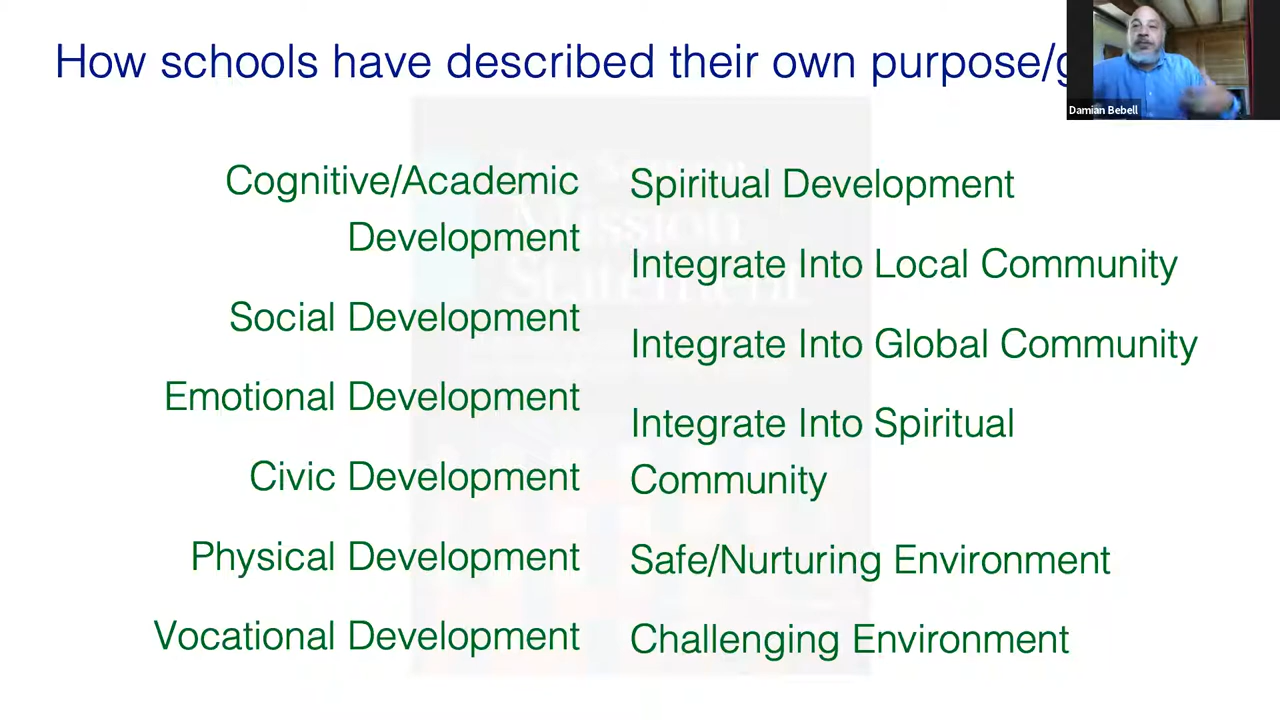 How schools have described their own purpose/g
Damian Bebell
Cognitive/Academic
Development
Social Development
Emotional Development
Civic Development
Physical Development
Vocational Development
Spiritual Development
Integrate Into Local Community
Integrate Into Global Community
Integrate Into Spiritual
Community
Safe/Nurturing Environment
Challenging Environment
Mission
Statement